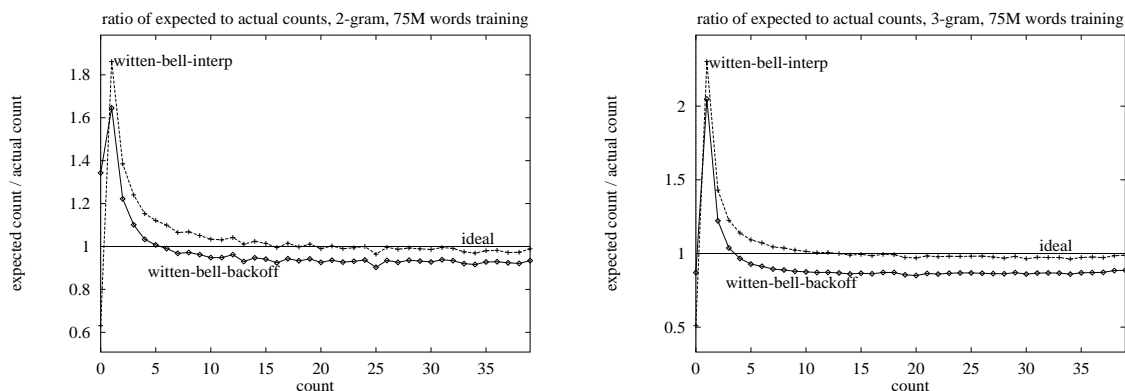 ratio of expected to actual counts, 2-gram, 75M words training
expected count / actual count
1.8
1.6
1.4
1.2
1
0.8
0.6
witten-bell-interp
ideal
witten-bell-backoff
0 5 10 15 20 25 30 35
count
ratio of expected to actual counts, 3-gram, 75M words training
expected count / actual count
2
1.5
1
0.5
witten-bell-interp
ideal
witten-bell-backoff
0 5 10 15 20 25 30 35
count